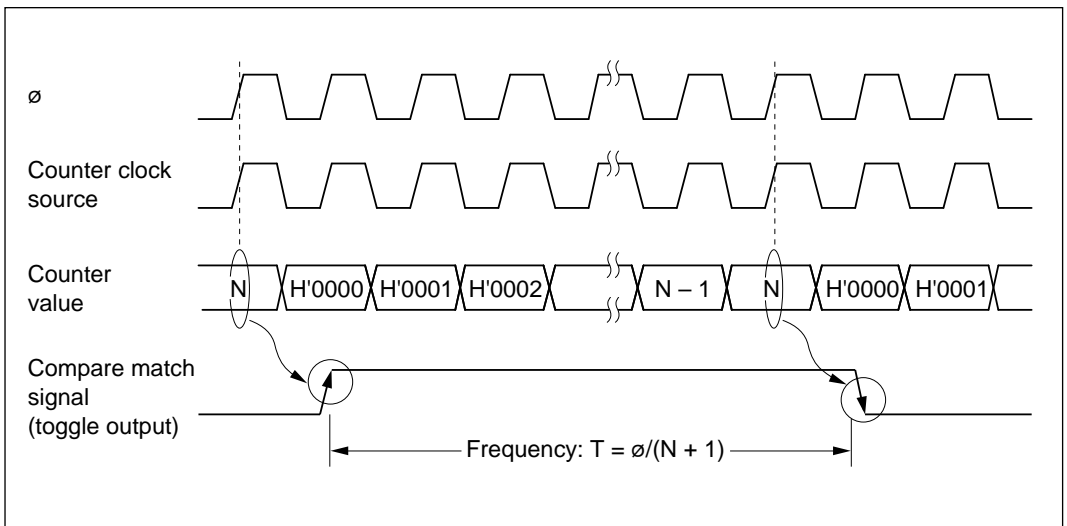 ø
Counter clock
source
Counter
value
N H'0000 H'0001 H'0002 N – 1 N H'0000 H'0001
Compare match
signal
(toggle output)
Frequency: T = ø/(N + 1)